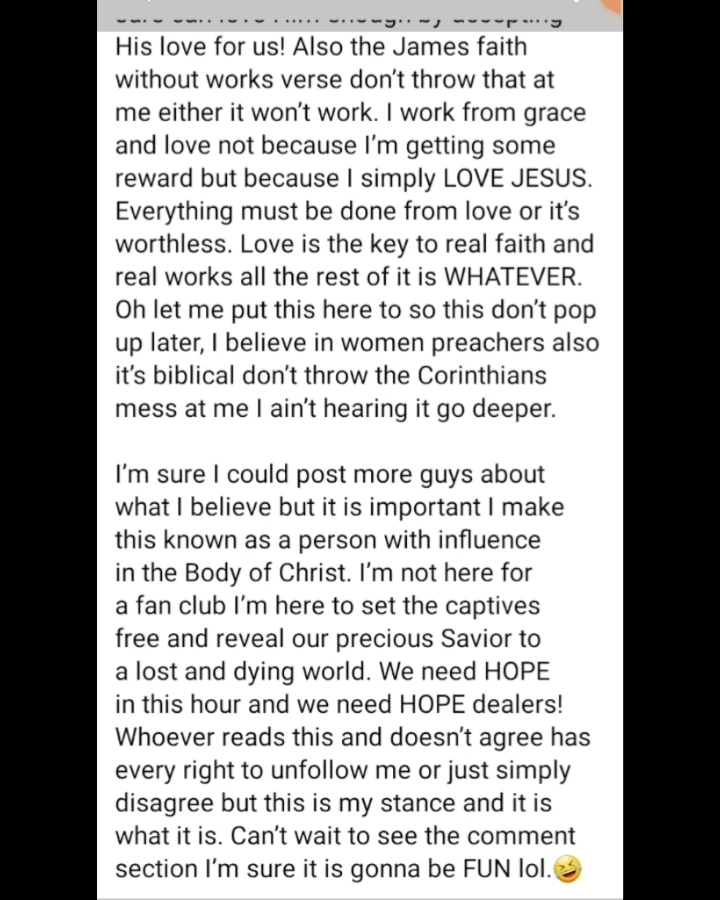 His love for us! Also the James faith
without works verse don’t throw that at
me either it won’t work. I work from grace
and love not because I’m getting some
reward but because I simply LOVE JESUS.
Everything must be done from love or it’s
worthless. Love is the key to real faith and
real works all the rest of it is WHATEVER.
Oh let me put this here to so this don’t pop
up later, I believe in women preachers also
it’s biblical don’t throw the Corinthians
mess at me I ain’t hearing it go deeper.
I’m sure I could post more guys about
what I believe but it is important I make
this known as a person with influence
in the Body of Christ. I’m not here for
a fan club I’m here to set the captives
free and reveal our precious Savior to
a lost and dying world. We need HOPE
in this hour and we need HOPE dealers!
Whoever reads this and doesn’t agree has
every right to unfollow me or just simply
disagree but this is my stance and it is
what it is. Can’t wait to see the comment
section I’m sure it is gonna be FUN lol.🤣